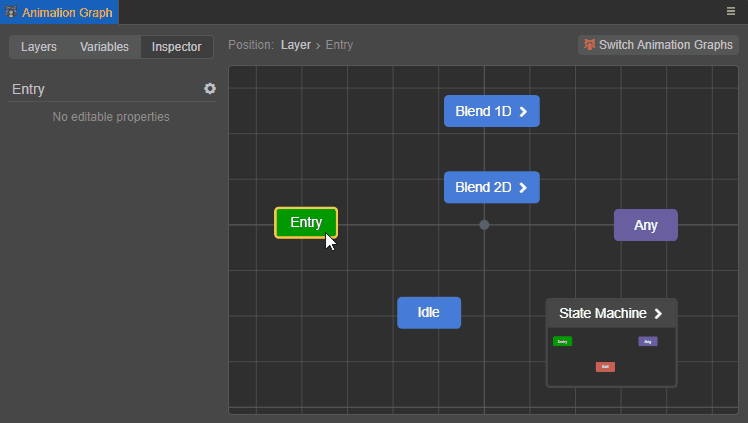 Animation Graph
Layers Variables Inspector
Position: Layer › Entry
Switch Animation Graphs
Entry
No editable properties
Blend 1D
Blend 2D
Entry
Any
Idle
State Machine
Entry
Any
Exit